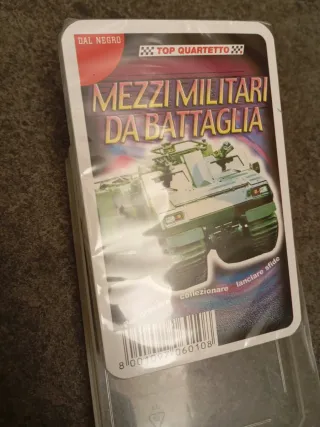 DAL NEGRO
TOP QUARTETTO
MEZZI MILITARI
DA BATTAGLIA
collezionare lanciare sfide